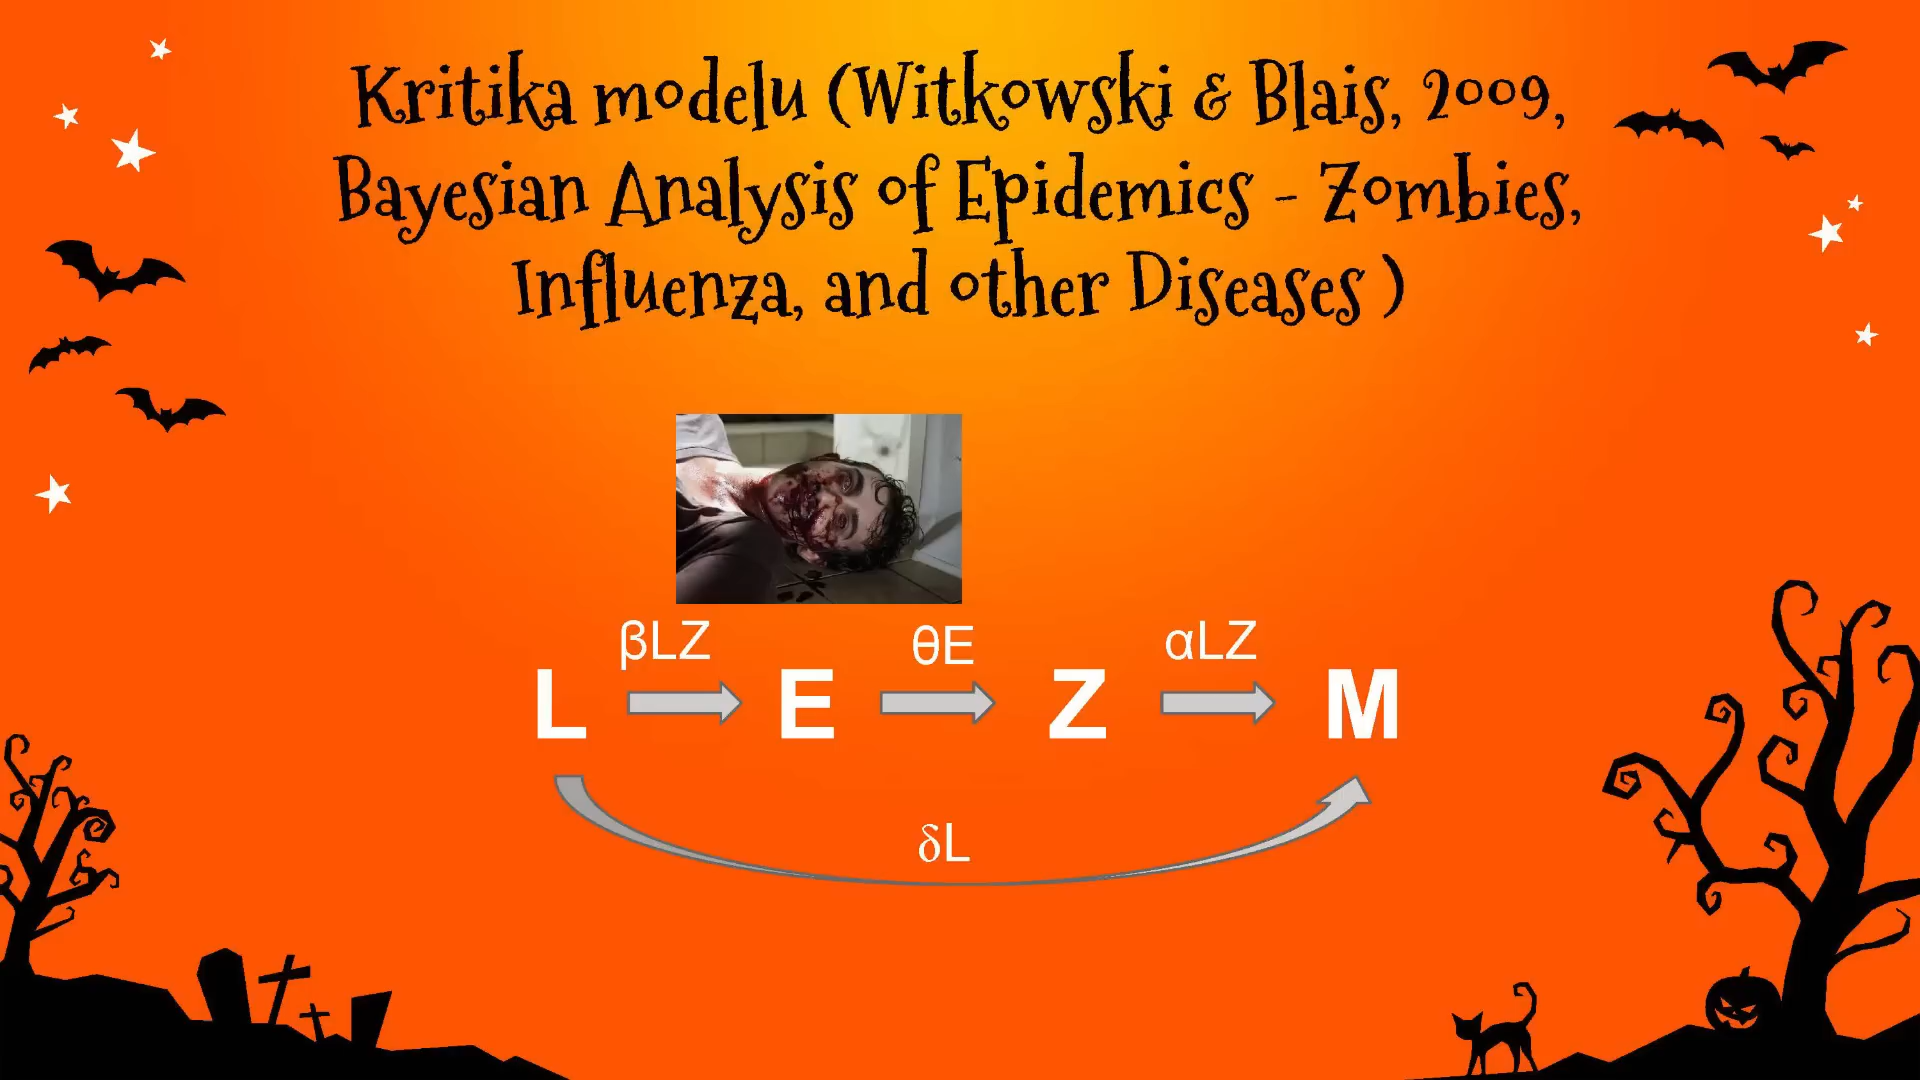 Kritika modelu (Witkowski & Blais, 2009,
Bayesian Analysis of Epidemics - Zombies,
Influenza, and other Diseases )
βLZ θE αLZ
L E Z M
δL